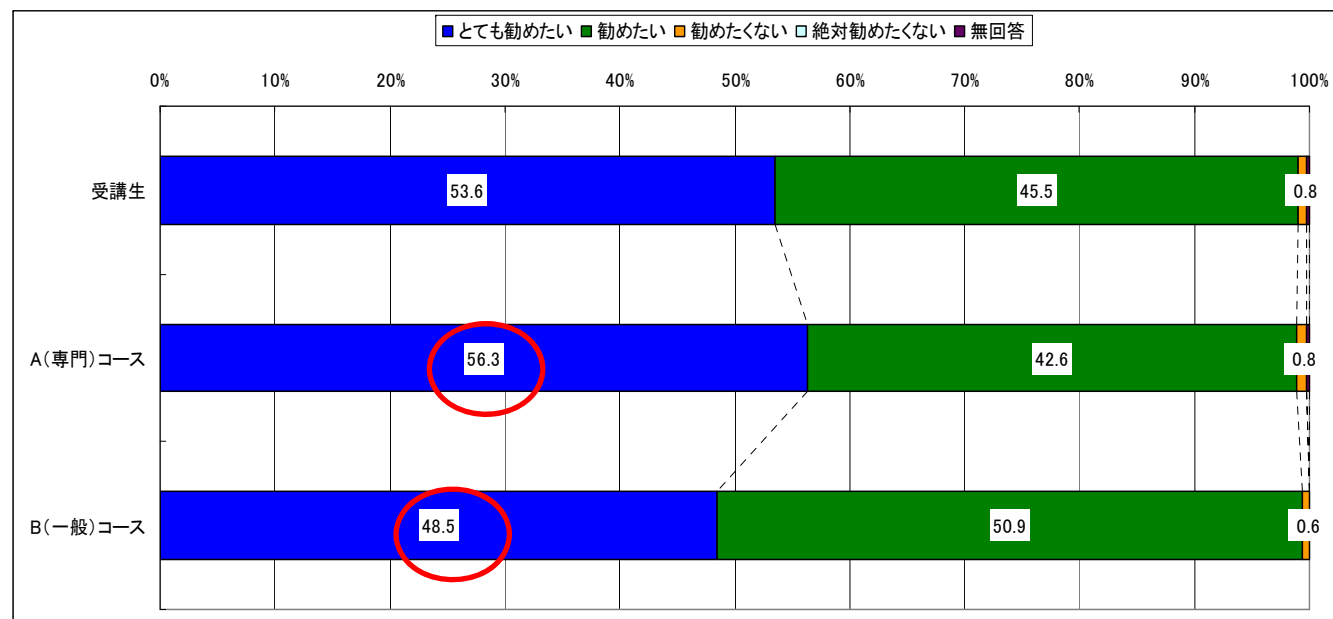 とても勧めたい 勧めたい 勧めたくない 絶対勧めたくない 無回答
0% 10% 20% 30% 40% 50% 60% 70% 80% 90% 100%
受講生 53.6 45.5 0.8
A(専門)コース 56.3 42.6 0.8
B(一般)コース 48.5 50.9 0.6